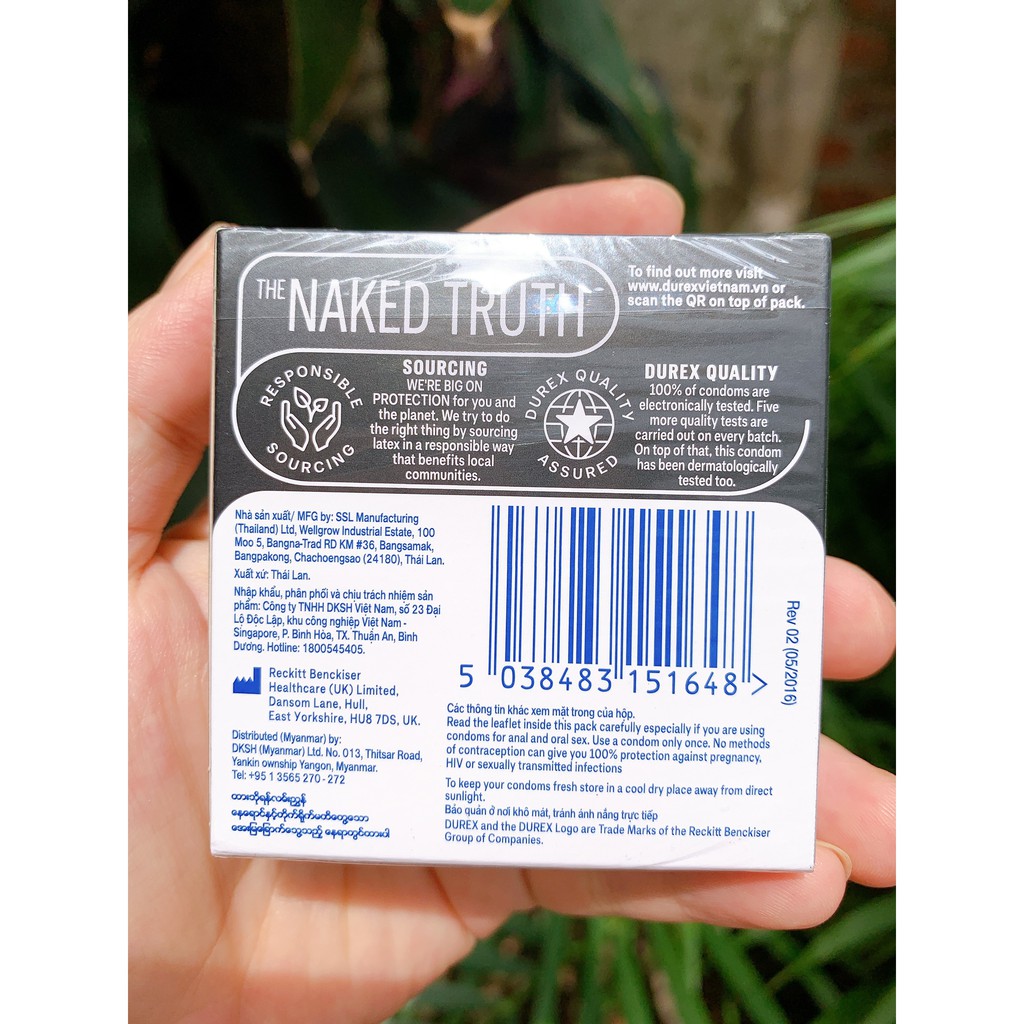 THE NAKED TRUTH
To find out more visit
www.durexvietnam.vn or
scan the QR on top of pack.
RESPONSIBLE
SOURCING
SOURCING
WE'RE BIG ON
PROTECTION for you and
the planet. We try to do
the right thing by sourcing
latex in a responsible way
that benefits local
communities.
DUREX QUALITY
ASSURED
DUREX QUALITY
100% of condoms are
electronically tested. Five
more quality tests are
carried out on every batch.
On top of that, this condom
has been dermatologically
tested too.
Nhà sản xuất/ MFG by: SSL Manufacturing
(Thailand) Ltd, Wellgrow Industrial Estate, 100
Moo 5, Bangna-Trad RD KM #36, Bangsamak,
Bangpakong, Chachoengsao (24180), Thái Lan.
Xuất xứ: Thái Lan.
Nhập khẩu, phân phối và chịu trách nhiệm sản
phẩm: Công ty TNHH DKSH Việt Nam, số 23 Đại
Lộ Độc Lập, khu công nghiệp Việt Nam -
Singapore, P. Bình Hòa, TX. Thuận An, Bình
Dương. Hotline: 1800545405.
Reckitt Benckiser
Healthcare (UK) Limited,
Dansom Lane, Hull,
East Yorkshire, HU8 7DS, UK.
Distributed (Myanmar) by:
DKSH (Myanmar) Ltd. No. 013, Thitsar Road,
Yankin ownship Yangon, Myanmar.
Tel: +95 1 3565 270 - 272
5 038483 151648 >
Rev 02 (05/2016)
Các thông tin khác xem mặt trong của hộp.
Read the leaflet inside this pack carefully especially if you are using
condoms for anal and oral sex. Use a condom only once. No methods
of contraception can give you 100% protection against pregnancy,
HIV or sexually transmitted infections
To keep your condoms fresh store in a cool dry place away from direct
sunlight.
Bảo quản ở nơi khô mát, tránh ánh nắng trực tiếp
DUREX and the DUREX Logo are Trade Marks of the Reckitt Benckiser
Group of Companies.